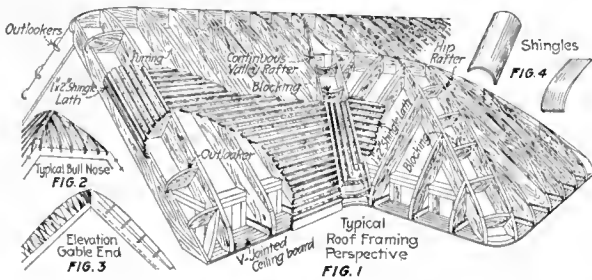 Outlookers
Furring
1"x2" Shingle
Lath
Continuous
Valley Rafter
Blocking
Hip
Rafter
Shingles
FIG. 4
Typical Bull Nose
FIG. 2
Outlooker
1"x2" Shingle Lath
Blocking
Elevation
Gable End
FIG. 3
V-Jointed
Ceiling board
Typical
Roof Framing
Perspective
FIG. 1